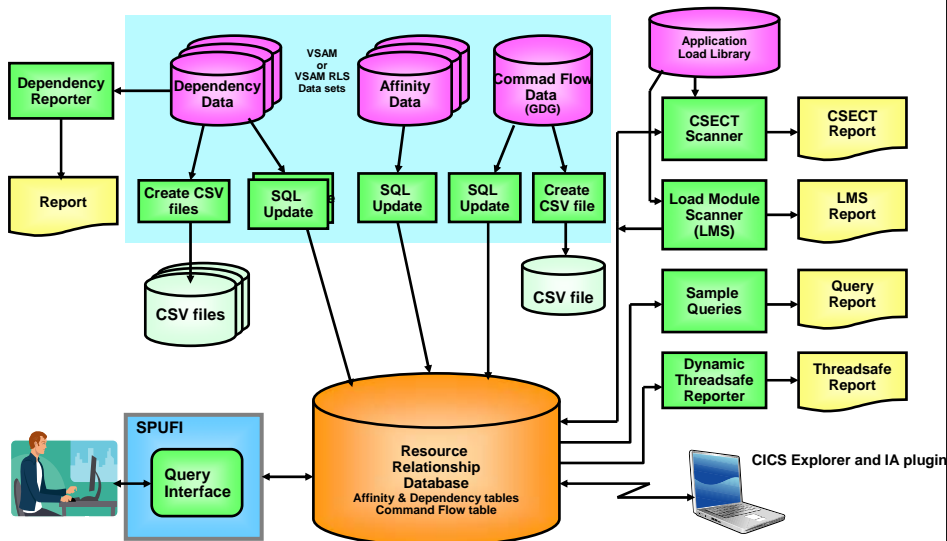 VSAM
or
VSAM RLS
Data sets
Dependency
Data
Affinity
Data
Commad Flow
Data
(GDG)
Application
Load Library
Dependency
Reporter
CSECT
Scanner
CSECT
Report
Report
Create CSV
files
SQL
Update
SQL
Update
SQL
Update
Create
CSV file
Load Module
Scanner
(LMS)
LMS
Report
CSV files
CSV file
Sample
Queries
Query
Report
Dynamic
Threadsafe
Reporter
Threadsafe
Report
SPUFI
Query
Interface
Resource
Relationship
Database
Affinity & Dependency tables
Command Flow table
CICS Explorer and IA plugin